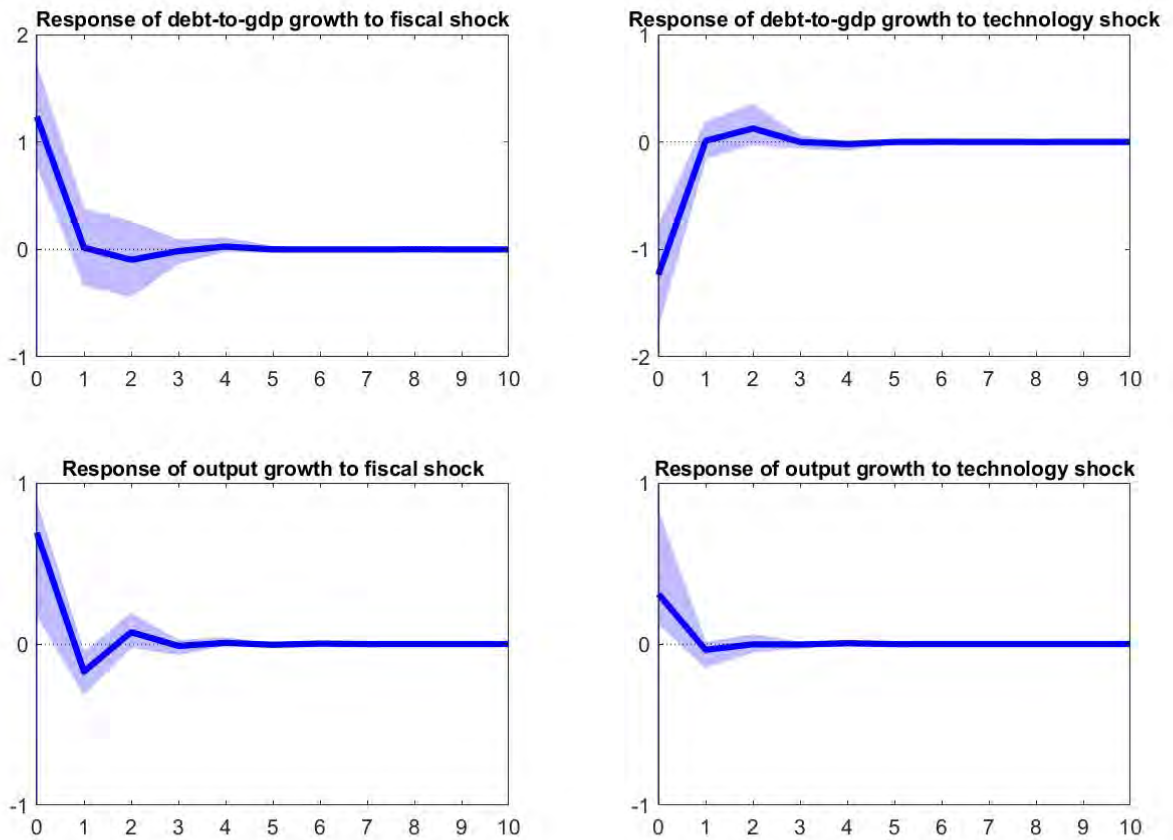 Response of debt-to-gdp growth to fiscal shock
2
1
0
-1
0 1 2 3 4 5 6 7 8 9 10
Response of debt-to-gdp growth to technology shock
1
0
-1
-2
0 1 2 3 4 5 6 7 8 9 10
Response of output growth to fiscal shock
1
0
-1
0 1 2 3 4 5 6 7 8 9 10
Response of output growth to technology shock
1
0
-1
0 1 2 3 4 5 6 7 8 9 10